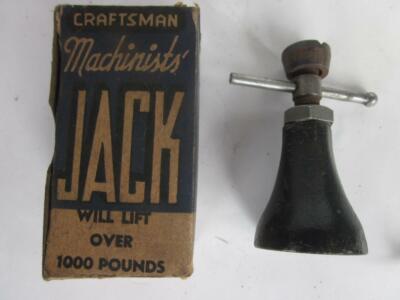 CRAFTSMAN
Machinists'
JACK
WILL LIFT
OVER
1000 POUNDS